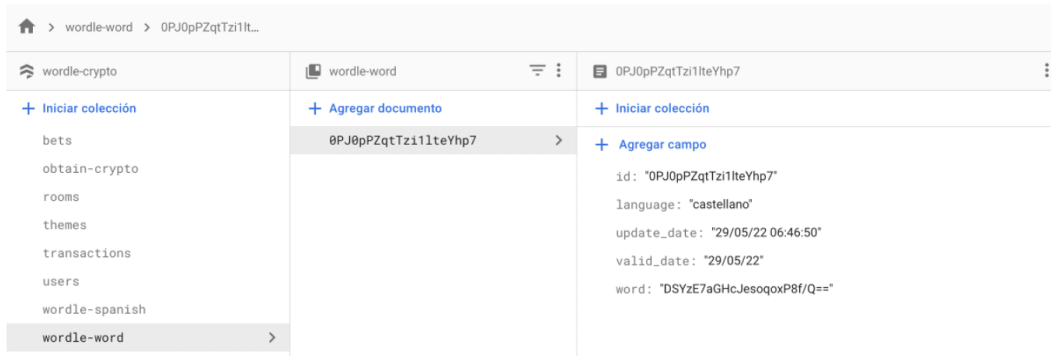 wordle-word > 0PJ0pPZqtTzi1lt...
wordle-crypto
+ Iniciar colección
bets
obtain-crypto
rooms
themes
transactions
users
wordle-spanish
wordle-word
wordle-word
+ Agregar documento
0PJ0pPZqtTzi1lteYhp7
0PJ0pPZqtTzi1lteYhp7
+ Iniciar colección
+ Agregar campo
id: "0PJ0pPZqtTzi1lteYhp7"
language: "castellano"
update_date: "29/05/22 06:46:50"
valid_date: "29/05/22"
word: "DSYzE7aGHcJesoqoxP8f/Q=="